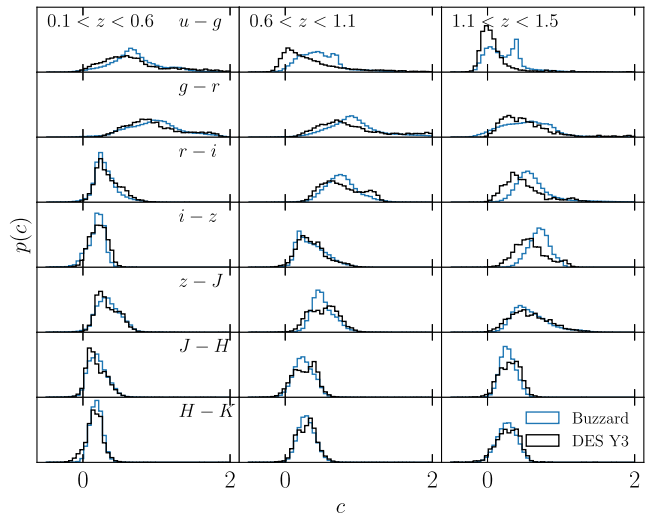 0.1 < z < 0.6 u − g 0.6 < z < 1.1 1.1 < z < 1.5
g − r
r − i
i − z
z − J
J − H
H − K
p(c)
Buzzard
DES Y3
0 2 0 2 0 2
c